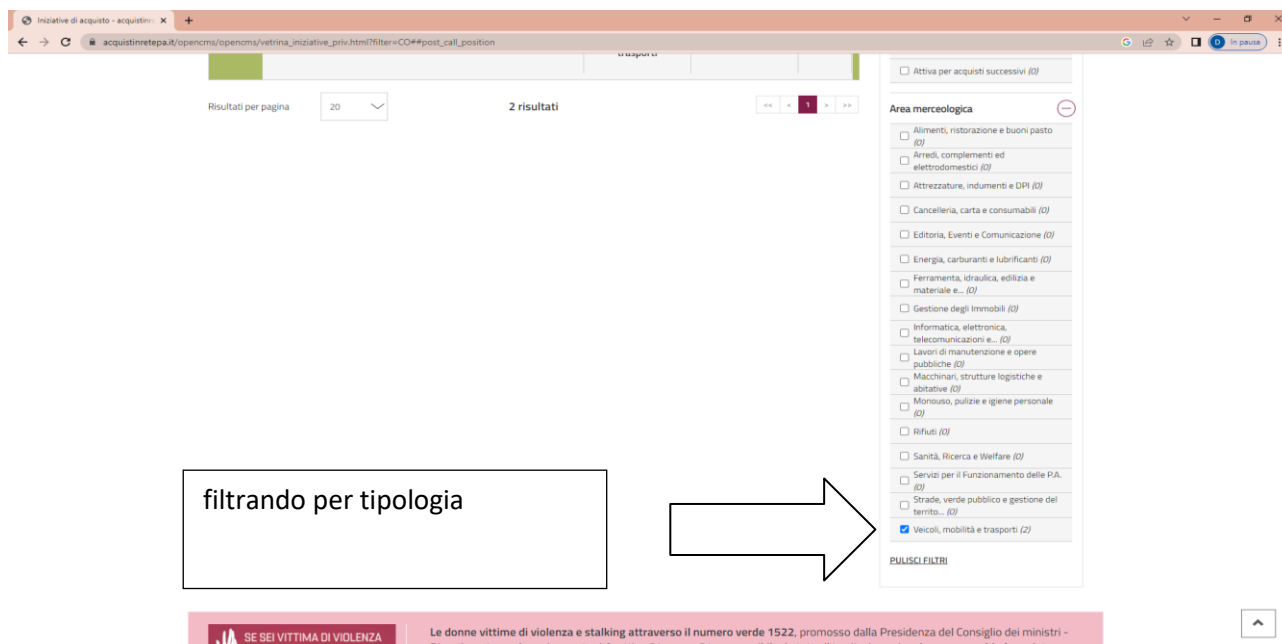 Iniziative di acquisto - acquistinre
acquistinretepa.it/opencms/opencms/vetrina_iniziative_priv.html?filter=CO##post_call_position
D In pausa
trasporti
Risultati per pagina 20
2 risultati
<< < 1 > >>
Attiva per acquisti successivi (0)
Area merceologica
Alimenti, ristorazione e buoni pasto
(0)
Arredi, complementi ed
elettrodomestici (0)
Attrezzature, indumenti e DPI (0)
Cancelleria, carta e consumabili (0)
Editoria, Eventi e Comunicazione (0)
Energia, carburanti e lubrificanti (0)
Ferramenta, idraulica, edilizia e
materiale e... (0)
Gestione degli Immobili (0)
Informatica, elettronica,
telecomunicazioni e... (0)
Lavori di manutenzione e opere
pubbliche (0)
Macchinari, strutture logistiche e
abitative (0)
Monouso, pulizie e igiene personale
(0)
Rifiuti (0)
Sanità, Ricerca e Welfare (0)
Servizi per il Funzionamento delle P.A.
(0)
Strade, verde pubblico e gestione del
territo... (0)
Veicoli, mobilità e trasporti (2)
PULISCI FILTRI
filtrando per tipologia
SE SEI VITTIMA DI VIOLENZA
Le donne vittime di violenza e stalking attraverso il numero verde 1522, promosso dalla Presidenza del Consiglio dei ministri -